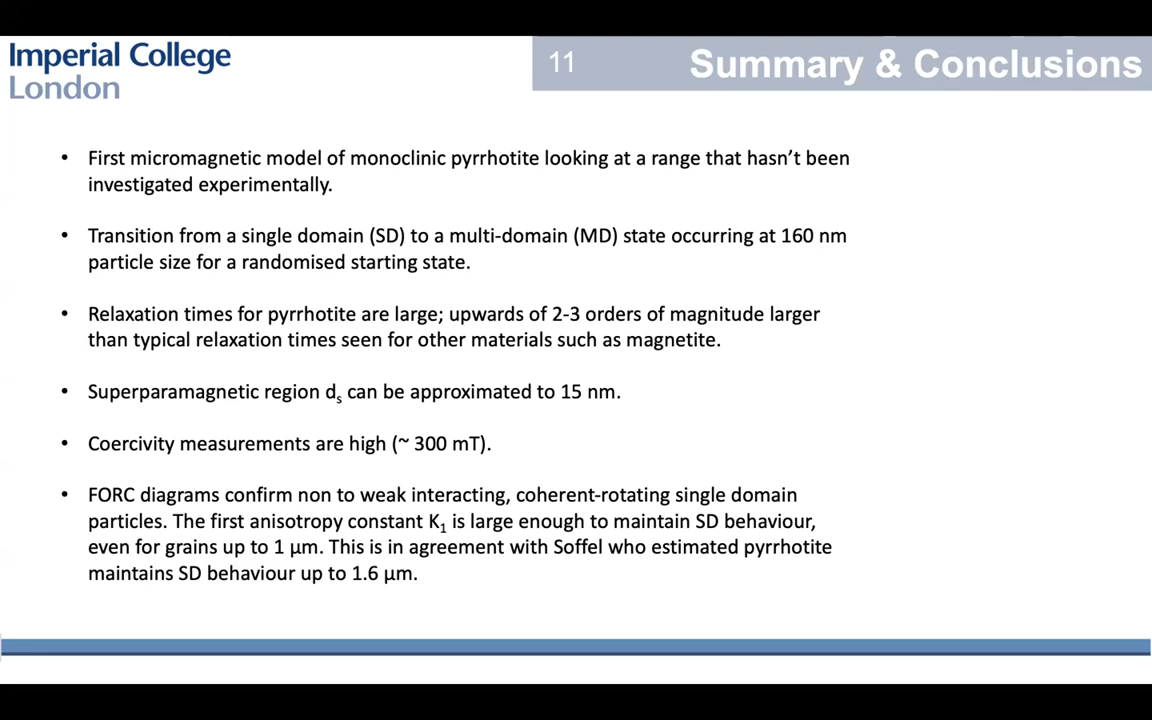 Imperial College
London
11
Summary & Conclusions
• First micromagnetic model of monoclinic pyrrhotite looking at a range that hasn’t been
investigated experimentally.
• Transition from a single domain (SD) to a multi-domain (MD) state occurring at 160 nm
particle size for a randomised starting state.
• Relaxation times for pyrrhotite are large; upwards of 2-3 orders of magnitude larger
than typical relaxation times seen for other materials such as magnetite.
• Superparamagnetic region dₛ can be approximated to 15 nm.
• Coercivity measurements are high (~ 300 mT).
• FORC diagrams confirm non to weak interacting, coherent-rotating single domain
particles. The first anisotropy constant K₁ is large enough to maintain SD behaviour,
even for grains up to 1 µm. This is in agreement with Soffel who estimated pyrrhotite
maintains SD behaviour up to 1.6 µm.